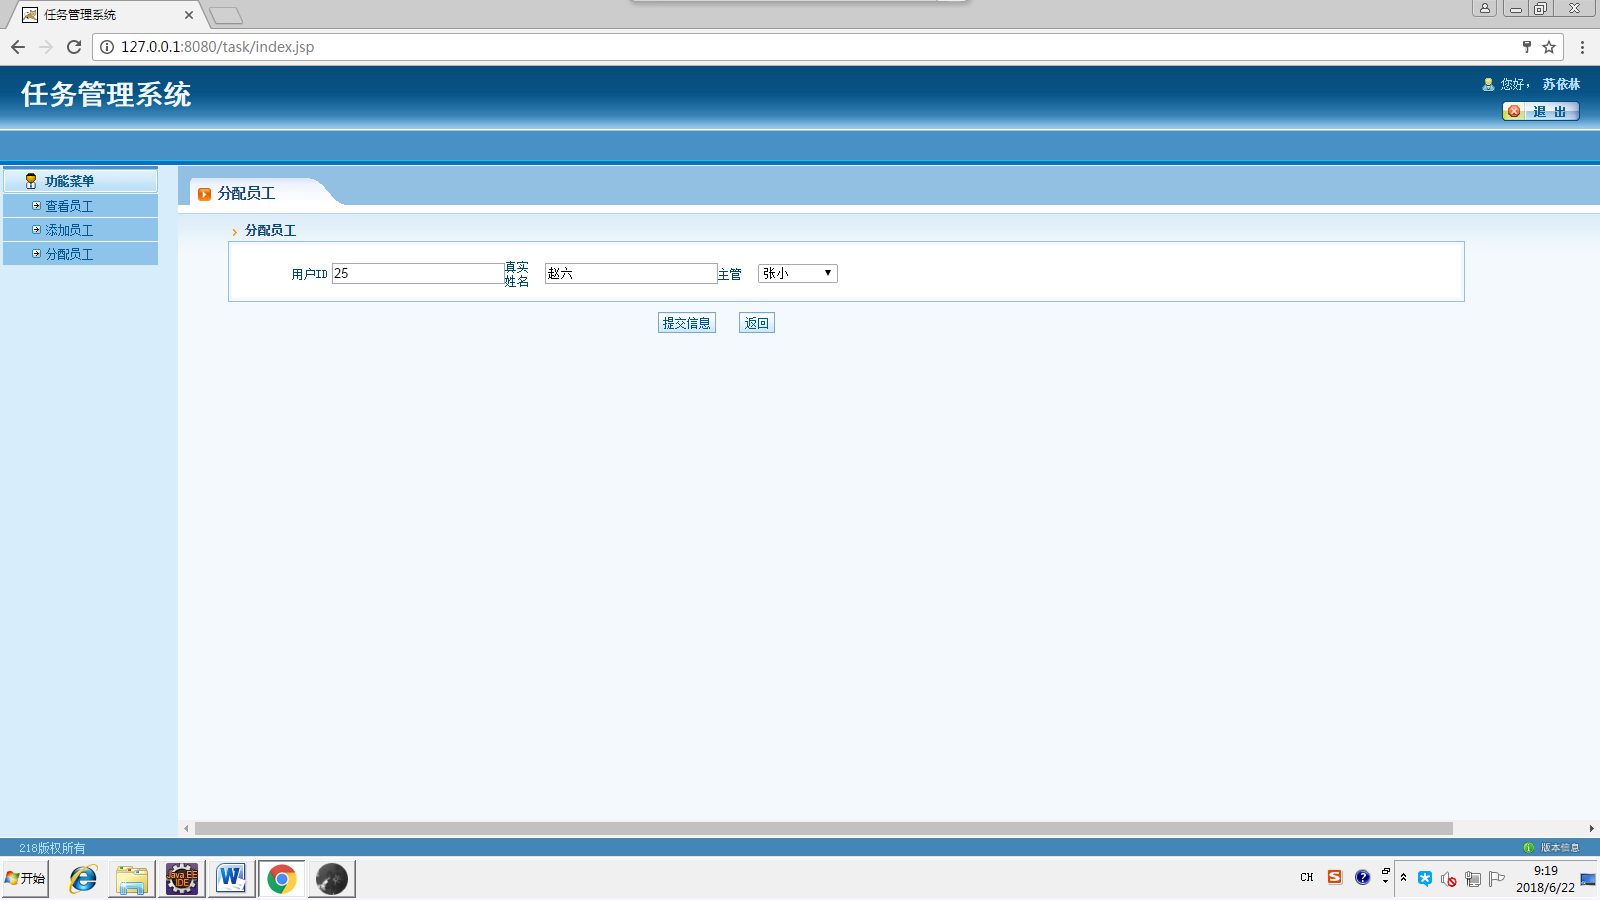 任务管理系统
127.0.0.1:8080/task/index.jsp
任务管理系统
您好， 苏依林
退 出
功能菜单
查看员工
添加员工
分配员工
分配员工
分配员工
用户ID 25 真实姓名 赵六 主管 张小
提交信息 返回
218版权所有
版本信息
开始
Java EE
IDE
W
CH
S
?
9:19
2018/6/22